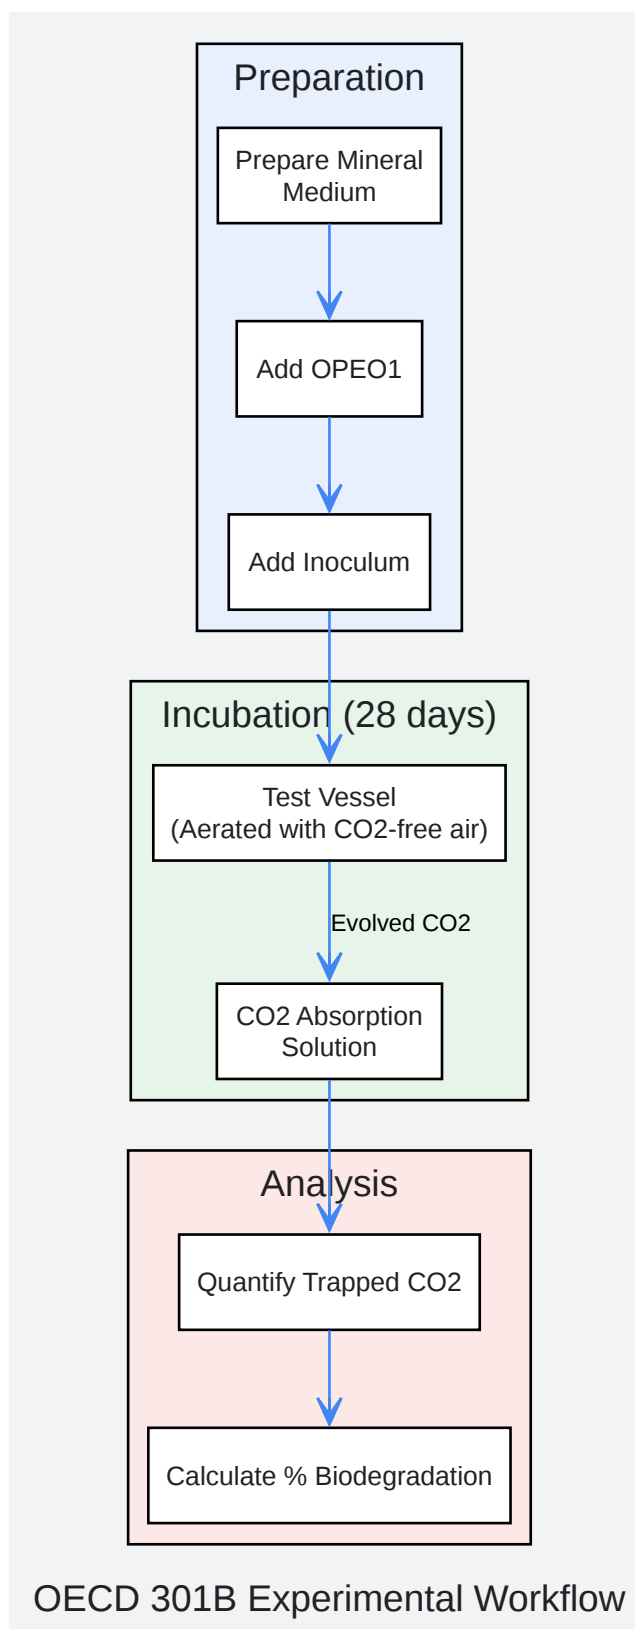 Preparation
Prepare Mineral
Medium
Add OPEO1
Add Inoculum
Incubation (28 days)
Test Vessel
(Aerated with CO2-free air)
Evolved CO2
CO2 Absorption
Solution
Analysis
Quantify Trapped CO2
Calculate % Biodegradation
OECD 301B Experimental Workflow